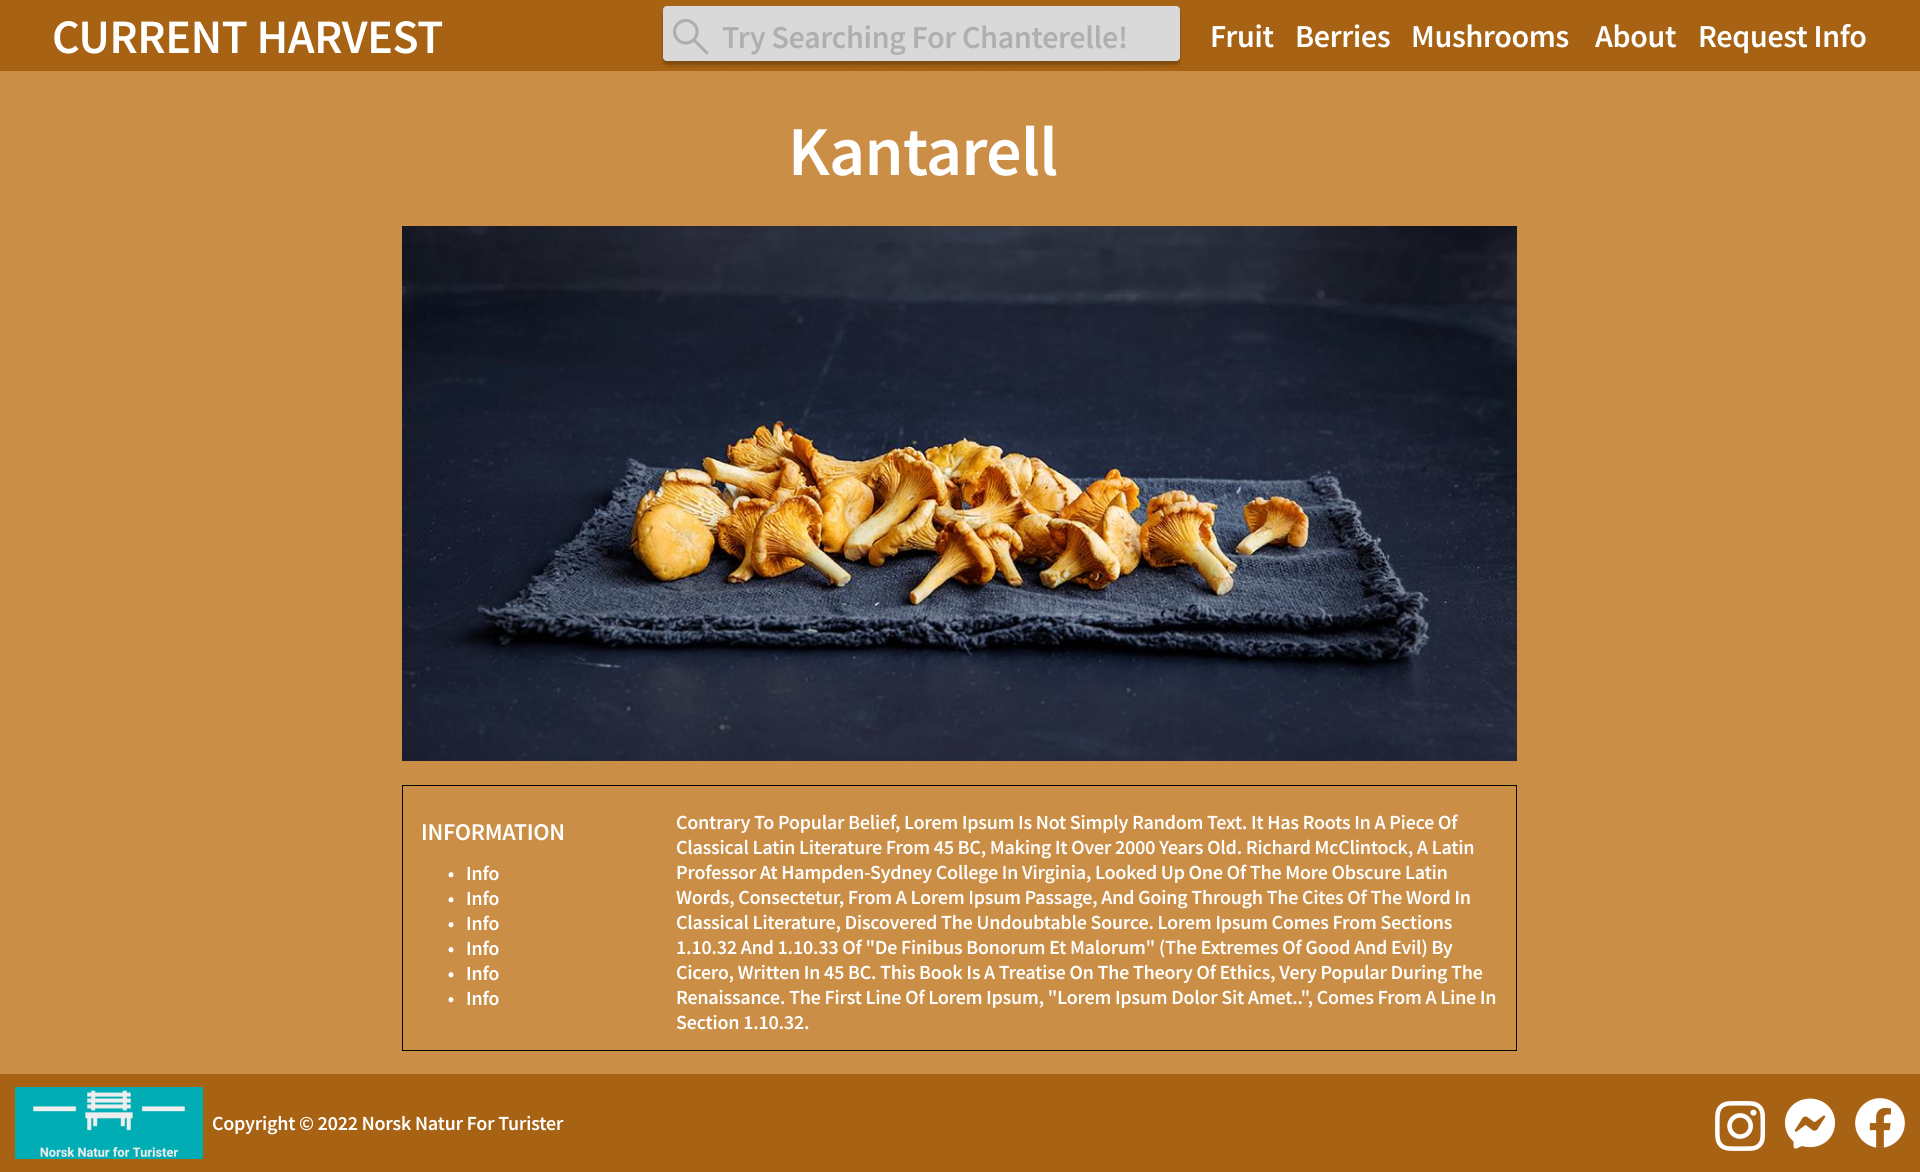 CURRENT HARVEST
Try Searching For Chanterelle!
Fruit Berries Mushrooms About Request Info
Kantarell
INFORMATION
• Info
• Info
• Info
• Info
• Info
• Info
Contrary To Popular Belief, Lorem Ipsum Is Not Simply Random Text. It Has Roots In A Piece Of
Classical Latin Literature From 45 BC, Making It Over 2000 Years Old. Richard McClintock, A Latin
Professor At Hampden-Sydney College In Virginia, Looked Up One Of The More Obscure Latin
Words, Consectetur, From A Lorem Ipsum Passage, And Going Through The Cites Of The Word In
Classical Literature, Discovered The Undoubtable Source. Lorem Ipsum Comes From Sections
1.10.32 And 1.10.33 Of "De Finibus Bonorum Et Malorum" (The Extremes Of Good And Evil) By
Cicero, Written In 45 BC. This Book Is A Treatise On The Theory Of Ethics, Very Popular During The
Renaissance. The First Line Of Lorem Ipsum, "Lorem Ipsum Dolor Sit Amet..", Comes From A Line In
Section 1.10.32.
Norsk Natur for Turister
Copyright © 2022 Norsk Natur For Turister